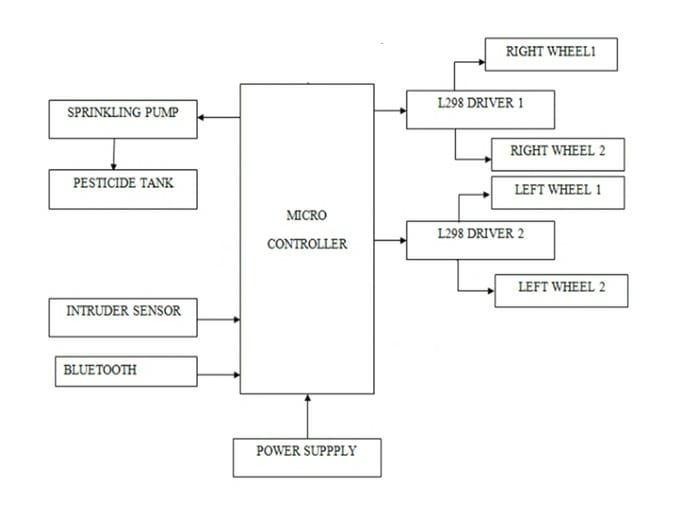 RIGHT WHEEL1
SPRINKLING PUMP
L298 DRIVER 1
RIGHT WHEEL 2
PESTICIDE TANK
LEFT WHEEL 1
MICRO
CONTROLLER
L298 DRIVER 2
LEFT WHEEL 2
INTRUDER SENSOR
BLUETOOTH
POWER SUPPPLY